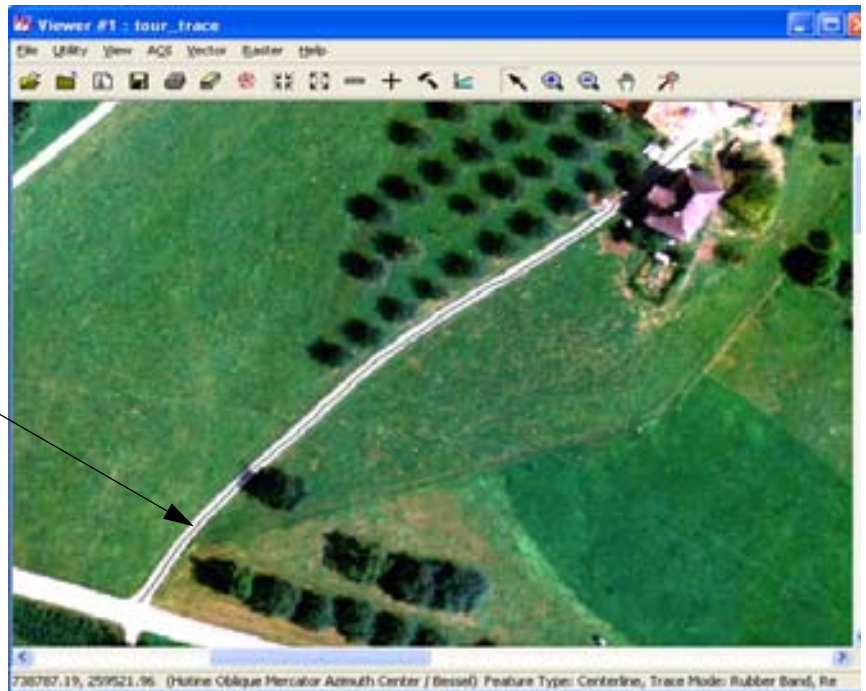 Viewer #1 : tour_trace
File Utility View AOI Vector Raster Help
738787.19, 259521.96 (Hotine Oblique Mercator Azimuth Center / Bessel) Feature Type: Centerline, Trace Mode: Rubber Band, Re